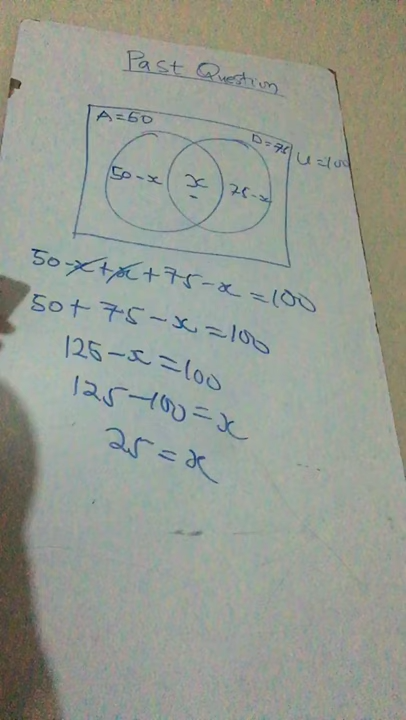 Past Question
A=50
D=75
U=100
50-x
x
75-x
50-x+x+75-x=100
50+75-x=100
125-x=100
125-100=x
25=x